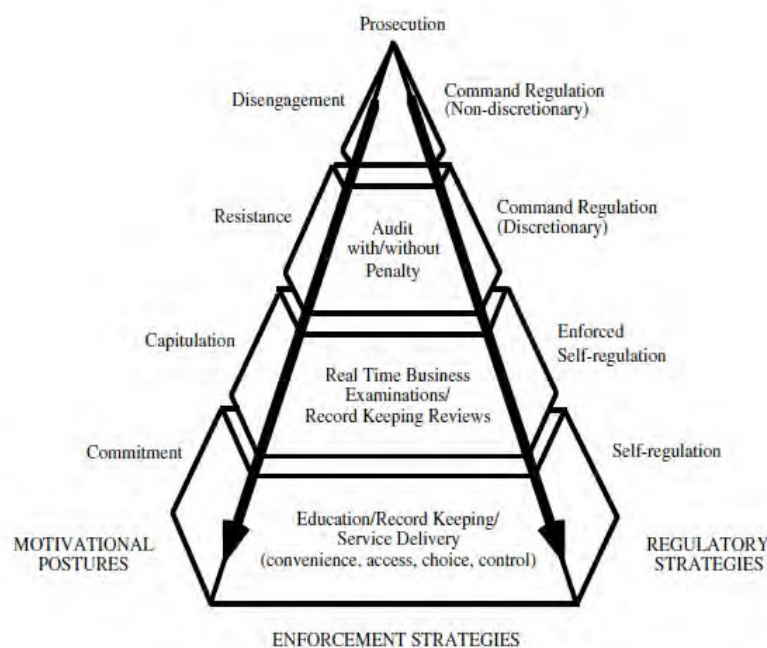 Prosecution
Disengagement
Command Regulation
(Non-discretionary)
Resistance
Audit
with/without
Penalty
Command Regulation
(Discretionary)
Capitulation
Enforced
Self-regulation
Real Time Business
Examinations/
Record Keeping Reviews
Commitment
Self-regulation
Education/Record Keeping/
Service Delivery
(convenience, access, choice, control)
MOTIVATIONAL
POSTURES
REGULATORY
STRATEGIES
ENFORCEMENT STRATEGIES